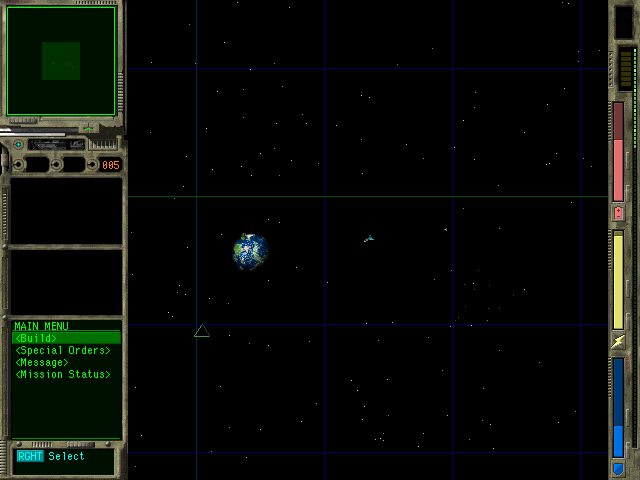 005
MAIN MENU
<Build>
<Special Orders>
<Message>
<Mission Status>
RGHT Select